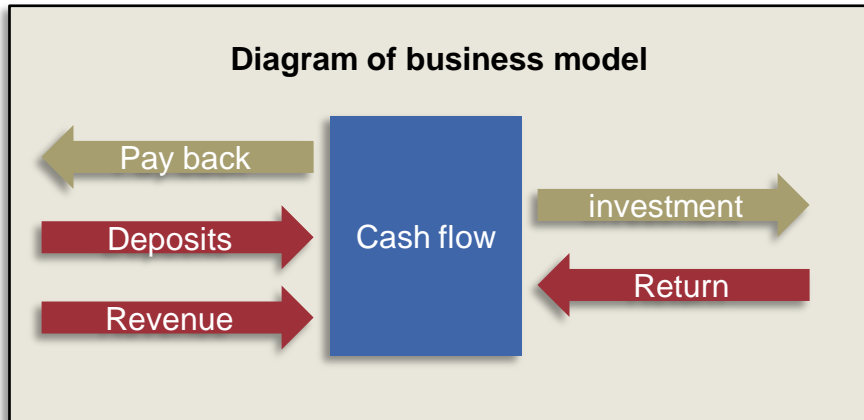 Diagram of business model
Pay back
Deposits
Revenue
Cash flow
investment
Return